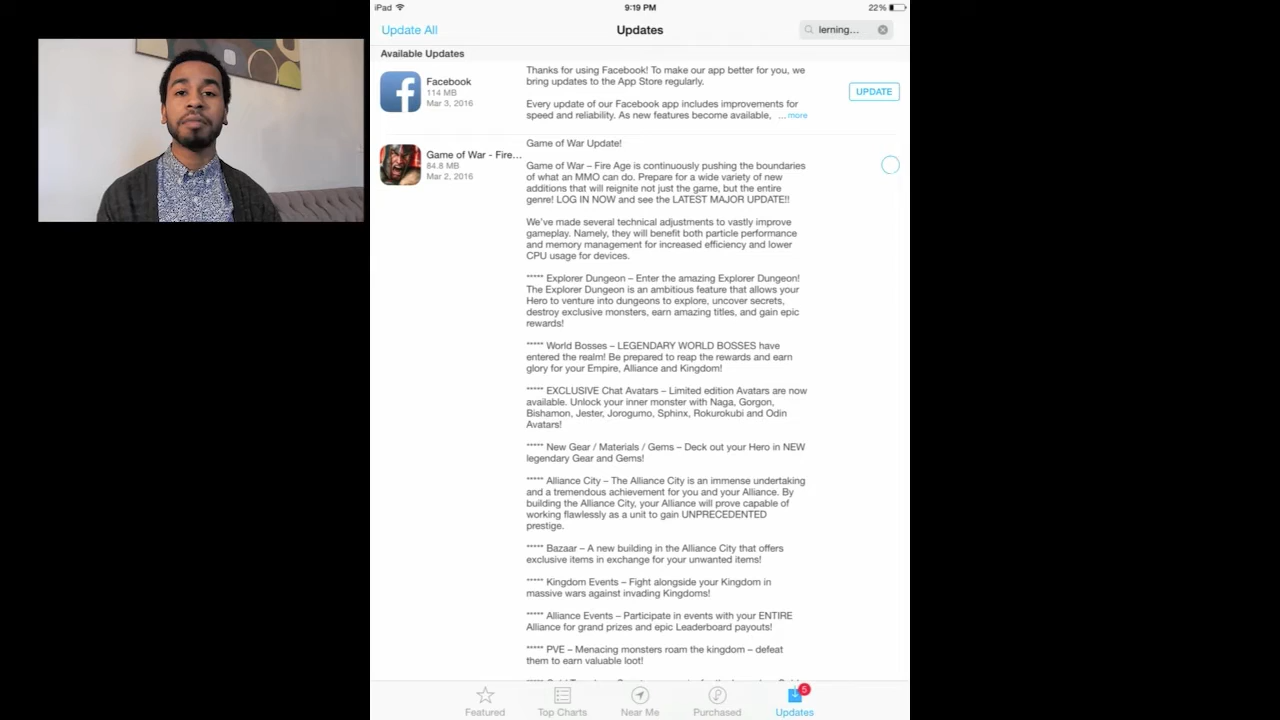 iPad
9:19 PM
22%
Update All
Updates
lerning...
Available Updates
Facebook
114 MB
Mar 3, 2016
Thanks for using Facebook! To make our app better for you, we
bring updates to the App Store regularly.
Every update of our Facebook app includes improvements for
speed and reliability. As new features become available, ... more
UPDATE
Game of War - Fire...
84.8 MB
Mar 2, 2016
Game of War Update!
Game of War – Fire Age is continuously pushing the boundaries
of what an MMO can do. Prepare for a wide variety of new
additions that will reignite not just the game, but the entire
genre! LOG IN NOW and see the LATEST MAJOR UPDATE!!
We've made several technical adjustments to vastly improve
gameplay. Namely, they will benefit both particle performance
and memory management for increased efficiency and lower
CPU usage for devices.
***** Explorer Dungeon – Enter the amazing Explorer Dungeon!
The Explorer Dungeon is an ambitious feature that allows your
Hero to venture into dungeons to explore, uncover secrets,
destroy exclusive monsters, earn amazing titles, and gain epic
rewards!
***** World Bosses – LEGENDARY WORLD BOSSES have
entered the realm! Be prepared to reap the rewards and earn
glory for your Empire, Alliance and Kingdom!
***** EXCLUSIVE Chat Avatars – Limited edition Avatars are now
available. Unlock your inner monster with Naga, Gorgon,
Bishamon, Jester, Jorogumo, Sphinx, Rokurokubi and Odin
Avatars!
***** New Gear / Materials / Gems – Deck out your Hero in NEW
legendary Gear and Gems!
***** Alliance City – The Alliance City is an immense undertaking
and a tremendous achievement for you and your Alliance. By
building the Alliance City, your Alliance will prove capable of
working flawlessly as a unit to gain UNPRECEDENTED
prestige.
***** Bazaar – A new building in the Alliance City that offers
exclusive items in exchange for your unwanted items!
***** Kingdom Events – Fight alongside your Kingdom in
massive wars against invading Kingdoms!
***** Alliance Events – Participate in events with your ENTIRE
Alliance for grand prizes and epic Leaderboard payouts!
***** PVE – Menacing monsters roam the kingdom – defeat
them to earn valuable loot!
5
Featured
Top Charts
Near Me
Purchased
Updates